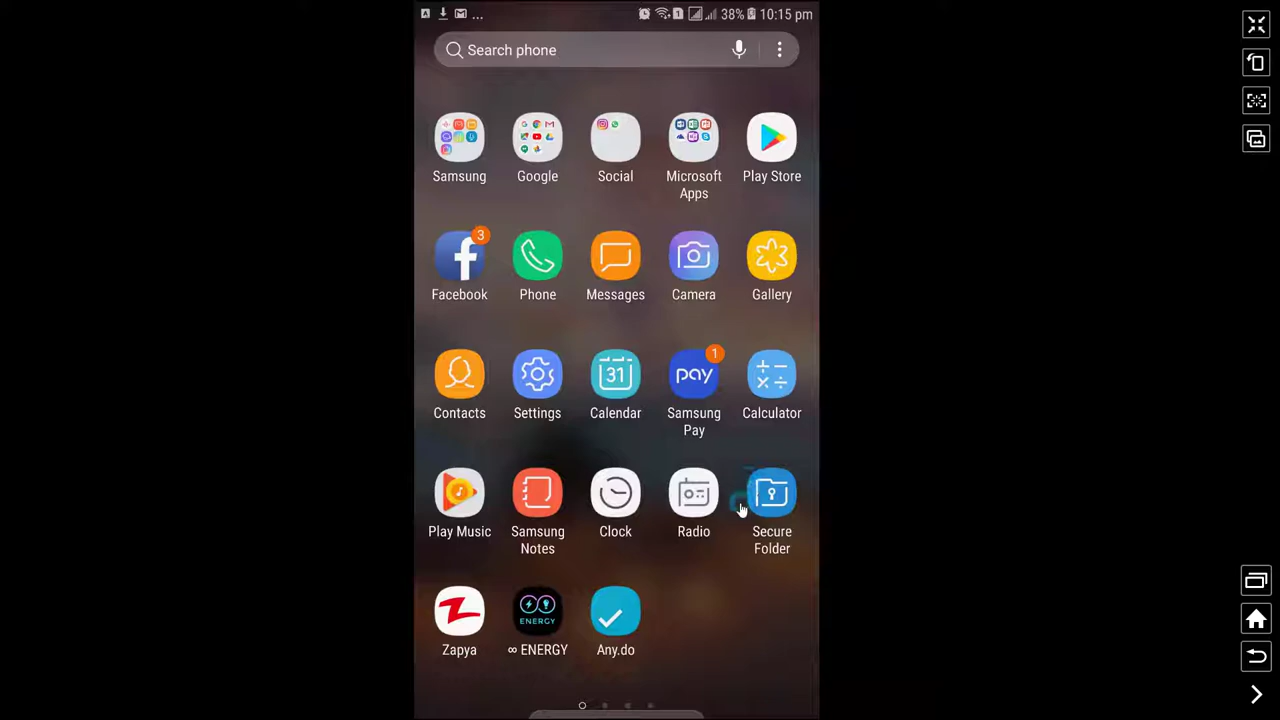 ... 38% 10:15 pm
Search phone
Samsung Google Social Microsoft Apps Play Store
3
Facebook Phone Messages Camera Gallery
31 pay 1
Contacts Settings Calendar Samsung Pay Calculator
Play Music Samsung Notes Clock Radio Secure Folder
ENERGY
Zapya ∞ ENERGY Any.do